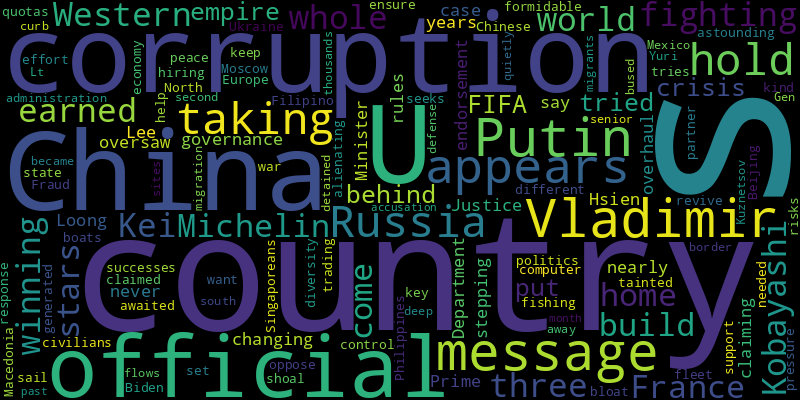 quotas
Western
empire
whole
ensure
case
formidable
world
fighting
curb
Ukraine
years
Chinese
astounding
corruption
effort
Lt
economy
peace
hiring
keep
Moscow
thousands
quietly
migrants
bused
Mexico
Yuri
tries
hold
administration
North
second
Europe
help
Filipino
seeks
endorsement
FIFA
say
tried
crisis
kind
Gen
earned
Lee
oversaw
taking
rules
U
defense
Putin
senior
overhaul
partner
S
governance
became
state
Fraud
China
sites
migration
war
detained
alienating
Minister
appears
different
revive
Beijing
Kuznetsov
risks
behind
accusation
Justice
Hsien
Loong
boats
Kei
Michelin
Russia
Vladimir
border
winning
stars
country
successes
claimed
never
awaited
want
south
Singaporeans
diversity
trading
come
key
deep
Philippines
Department
stepping
politics
computer
put
fishing
month
away
nearly
tainted
home
build
support
claiming
needed
Kobayashi
pressure
response
Macedonia
generated
civilians
sail
past
official
flows
Biden
set
changing
oppose
shoal
control
message
Prime
three
bloat
France
fleet